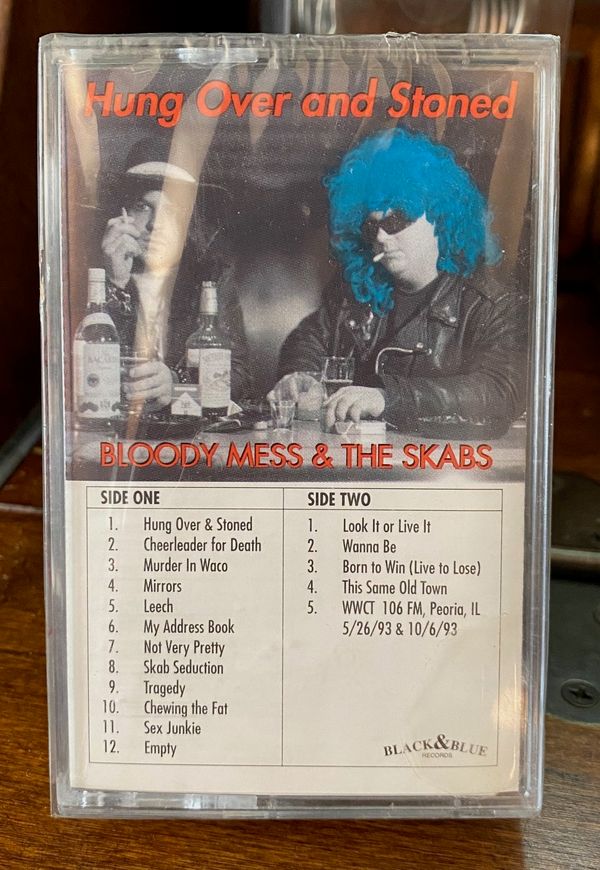 Hung Over and Stoned
BACARDI
BLOODY MESS & THE SKABS
SIDE ONE
1. Hung Over & Stoned
2. Cheerleader for Death
3. Murder In Waco
4. Mirrors
5. Leech
6. My Address Book
7. Not Very Pretty
8. Skab Seduction
9. Tragedy
10. Chewing the Fat
11. Sex Junkie
12. Empty
SIDE TWO
1. Look It or Live It
2. Wanna Be
3. Born to Win (Live to Lose)
4. This Same Old Town
5. WWCT 106 FM, Peoria, IL
5/26/93 & 10/6/93
BLACK&BLUE
RECORDS